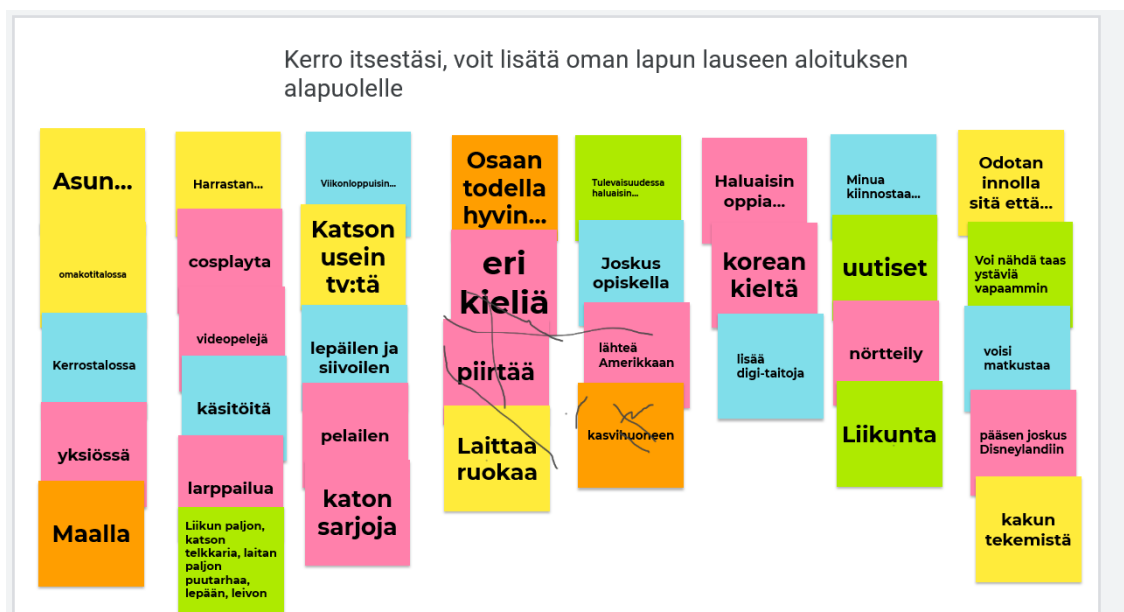 Kerro itsestäsi, voit lisätä oman lapun lauseen aloituksen
alapuolelle
Asun...
omakotitalossa
Kerrostalossa
yksiössä
Maalla
Harrastan...
cosplayta
videopelejä
käsitöitä
larppailua
Liikun paljon,
katson
telkkaria, laitan
paljon
puutarhaa,
lepään, leivon
Viikonloppuisin...
Katson
usein
tv:tä
lepäilen ja
siivoilen
pelailen
katon
sarjoja
Osaan
todella
hyvin...
eri
kieliä
piirtää
Laittaa
ruokaa
Tulevaisuudessa
haluaisin...
Joskus
opiskella
lähteä
Amerikkaan
kasvihuoneen
Haluaisin
oppia...
korean
kieltä
lisää
digi-taitoja
Minua
kiinnostaa...
uutiset
nörtteily
Liikunta
Odotan
innolla
sitä että...
Voi nähdä taas
ystäviä
vapaammin
voisi
matkustaa
pääsen joskus
Disneylandiin
kakun
tekemistä